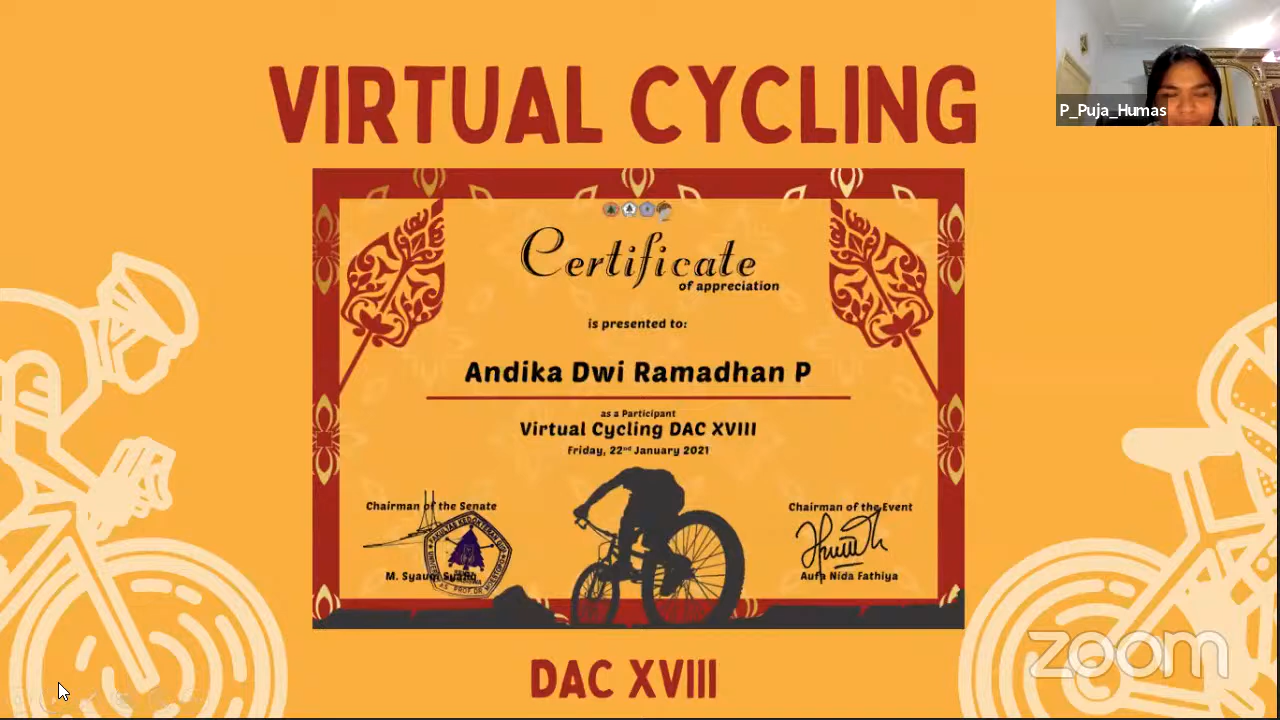 VIRTUAL CYCLING
P_Puja_Humas
Certificate
of appreciation
is presented to:
Andika Dwi Ramadhan P
as a Participant
Virtual Cycling DAC XVIII
Friday, 22nd January 2021
Chairman of the Senate
Chairman of the Event
M. Syauqi
Aufa Nida Fathiya
DAC XVIII
zoom